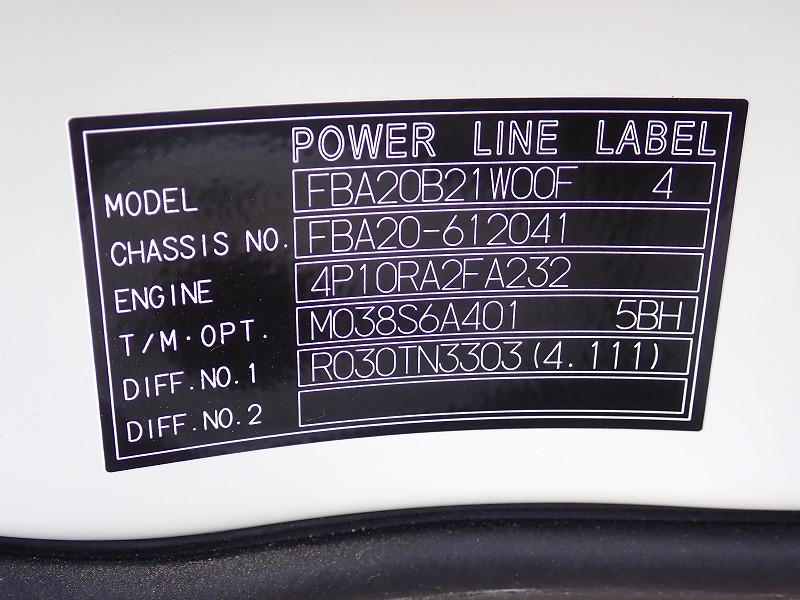 POWER LINE LABEL
MODEL FBA20B21W00F 4
CHASSIS NO. FBA20-612041
ENGINE 4P10RA2FA232
T/M·OPT. M038S6A401 5BH
DIFF.NO.1 R030TN3303(4.111)
DIFF.NO.2